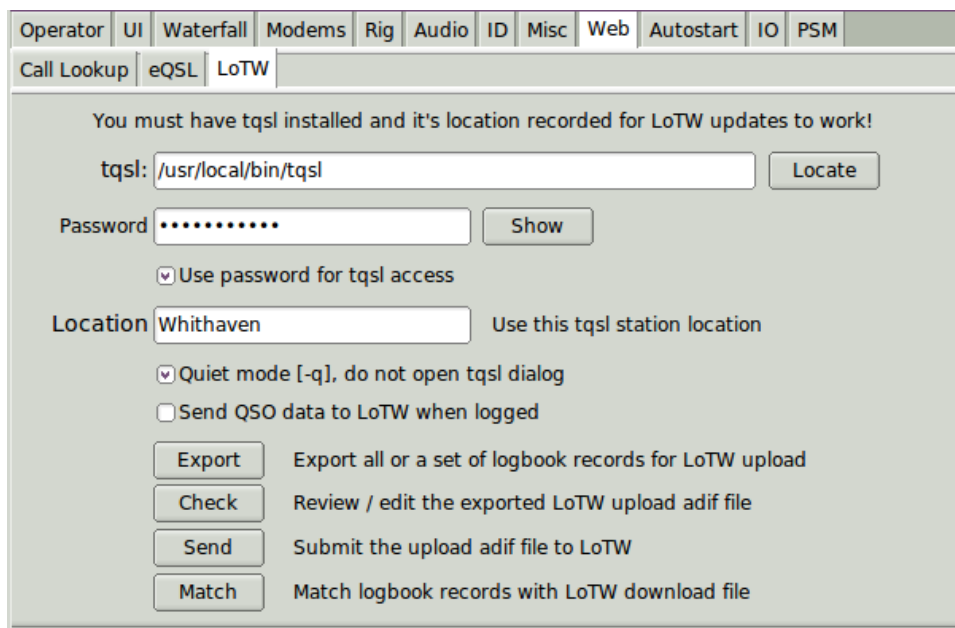 Operator UI Waterfall Modems Rig Audio ID Misc Web Autostart IO PSM
Call Lookup eQSL LoTW
You must have tqsl installed and it's location recorded for LoTW updates to work!
tqsl: /usr/local/bin/tqsl Locate
Password ••••••••••• Show
Use password for tqsl access
Location Whithaven Use this tqsl station location
Quiet mode [-q], do not open tqsl dialog
Send QSO data to LoTW when logged
Export Export all or a set of logbook records for LoTW upload
Check Review / edit the exported LoTW upload adif file
Send Submit the upload adif file to LoTW
Match Match logbook records with LoTW download file